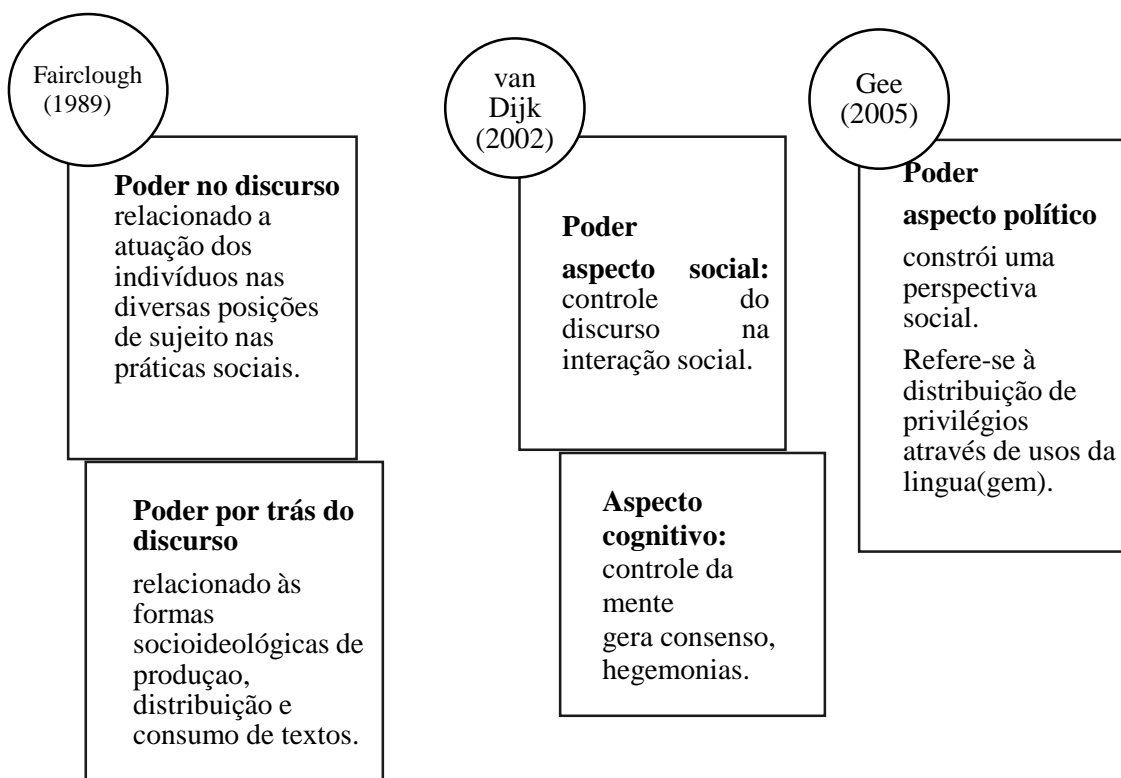 Fairclough
(1989)
Poder no discurso
relacionado a
atuação dos
indivíduos nas
diversas posições
de sujeito nas
práticas sociais.
Poder por trás do
discurso
relacionado às
formas
socioideológicas de
produçao,
distribuição e
consumo de textos.
van
Dijk
(2002)
Poder
aspecto social:
controle do
discurso na
interação social.
Aspecto
cognitivo:
controle da
mente
gera consenso,
hegemonias.
Gee
(2005)
Poder
aspecto político
constrói uma
perspectiva
social.
Refere-se à
distribuição de
privilégios
através de usos da
lingua(gem).